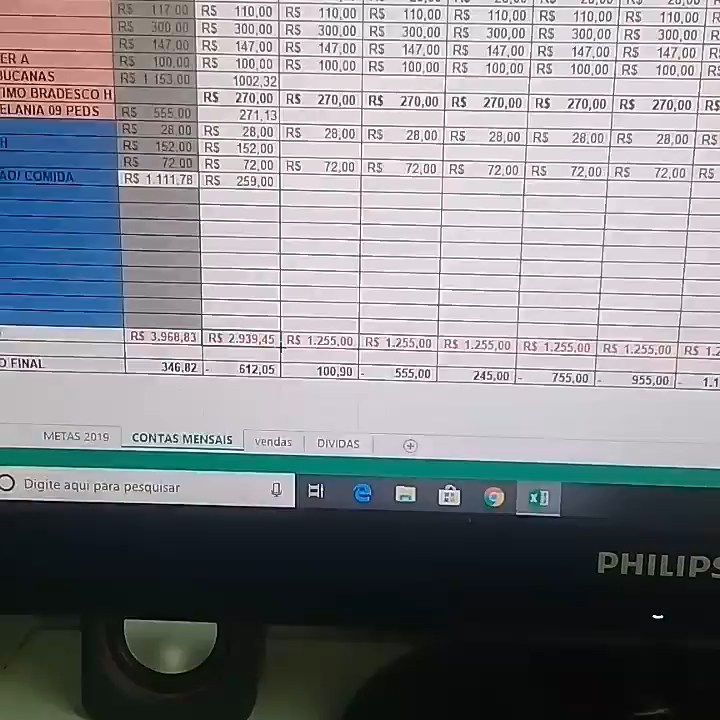 R$ 117,00 R$ 110,00 R$ 110,00 R$ 110,00 R$ 110,00 R$ 110,00 R$ 110,00 R
R$ 300,00 R$ 300,00 R$ 300,00 R$ 300,00 R$ 300,00 R$ 300,00 R$ 300,00 R$
R$ 147,00 R$ 147,00 R$ 147,00 R$ 147,00 R$ 147,00 R$ 147,00 R$ 147,00 R$
ER A R$ 100,00 R$ 100,00 R$ 100,00 R$ 100,00 R$ 100,00 R$ 100,00 R$ 100,00 R$
BUCANAS R$ 1.153,00 1002,32
TIMO BRADESCO H R$ 270,00 R$ 270,00 R$ 270,00 R$ 270,00 R$ 270,00 R$ 270,00 R$
ELANIA 09 PEDS R$ 555,00 271,13
R$ 28,00 R$ 28,00 R$ 28,00 R$ 28,00 R$ 28,00 R$ 28,00 R$ 28,00 R$
H R$ 152,00 R$ 152,00
R$ 72,00 R$ 72,00 R$ 72,00 R$ 72,00 R$ 72,00 R$ 72,00 R$ 72,00 R$
AO/ COMIDA R$ 1.111,78 R$ 259,00
R$ 3.968,83 R$ 2.939,45 R$ 1.255,00 R$ 1.255,00 R$ 1.255,00 R$ 1.255,00 R$ 1.255,00 R$ 1.2
O FINAL 346,82 - 612,05 100,90 - 555,00 245,00 - 755,00 - 955,00 - 1.1
METAS 2019 CONTAS MENSAIS vendas DIVIDAS
Digite aqui para pesquisar
PHILIPS